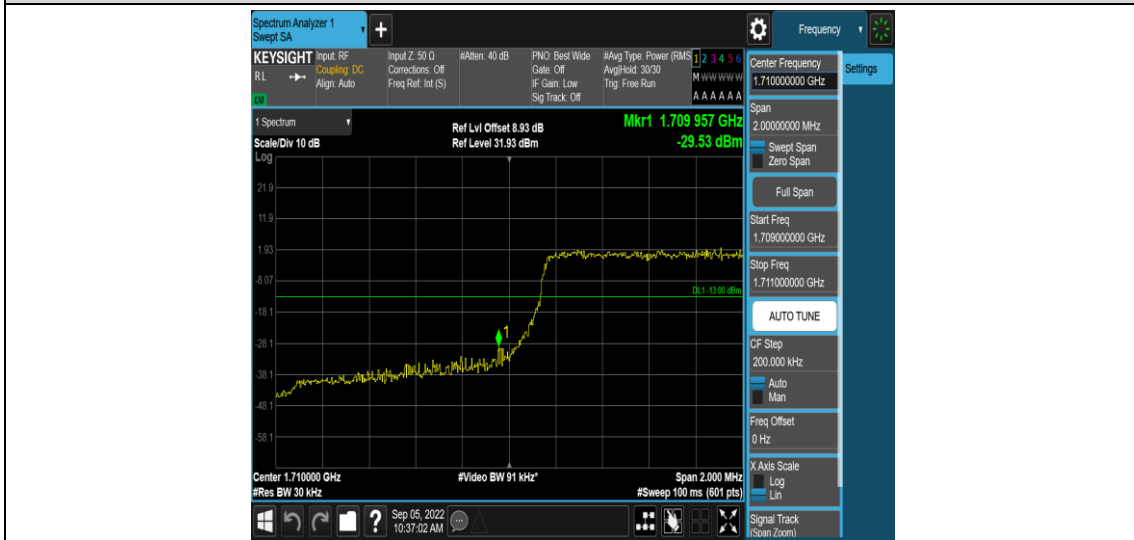 Spectrum Analyzer 1
Swept SA
+
Frequency
KEYSIGHT
RL
LXI
Input: RF
Coupling: DC
Align: Auto
Input Z: 50 Ω
Corrections: Off
Freq Ref: Int (S)
#Atten: 40 dB
PNO: Best Wide
Gate: Off
IF Gain: Low
Sig Track: Off
#Avg Type: Power (RMS
Avg|Hold: 30/30
Trig: Free Run
1 2 3 4 5 6
M W W W W W
A A A A A A
1 Spectrum
Scale/Div 10 dB
Log
Ref Lvl Offset 8.93 dB
Ref Level 31.93 dBm
Mkr1 1.709 957 GHz
-29.53 dBm
21.9
11.9
1.93
-8.07
-18.1
-28.1
-38.1
-48.1
-58.1
DL1 -13.00 dBm
1
Center 1.710000 GHz
#Res BW 30 kHz
#Video BW 91 kHz*
Span 2.000 MHz
#Sweep 100 ms (601 pts)
?
Sep 05, 2022
10:37:02 AM
Center Frequency
1.710000000 GHz
Settings
Span
2.00000000 MHz
Swept Span
Zero Span
Full Span
Start Freq
1.709000000 GHz
Stop Freq
1.711000000 GHz
AUTO TUNE
CF Step
200.000 kHz
Auto
Man
Freq Offset
0 Hz
X Axis Scale
Log
Lin
Signal Track
(Span Zoom)